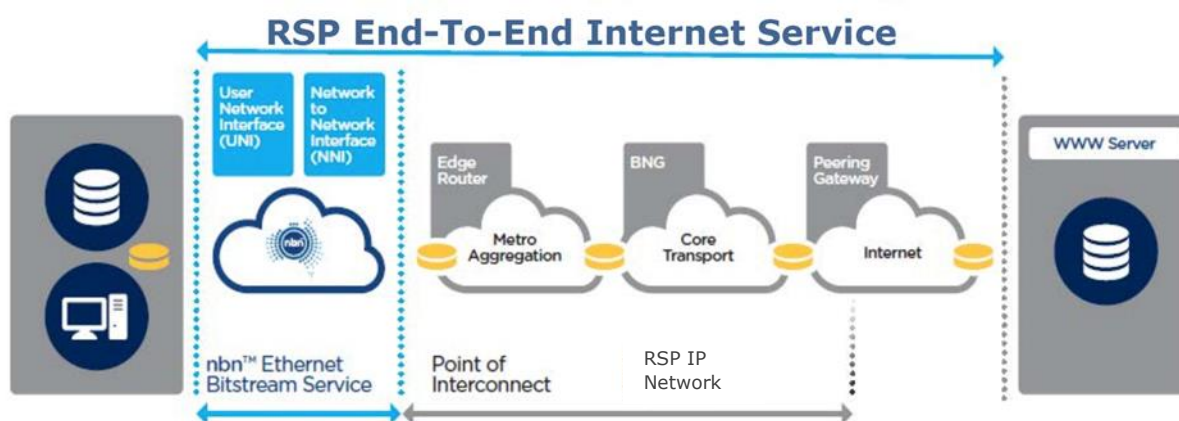 RSP End-To-End Internet Service
User
Network
Interface
(UNI)
Network
to
Network
Interface
(NNI)
Edge
Router
BNG
Peering
Gateway
WWW Server
nbn
Metro
Aggregation
Core
Transport
Internet
nbn™ Ethernet
Bitstream Service
Point of
Interconnect
RSP IP
Network